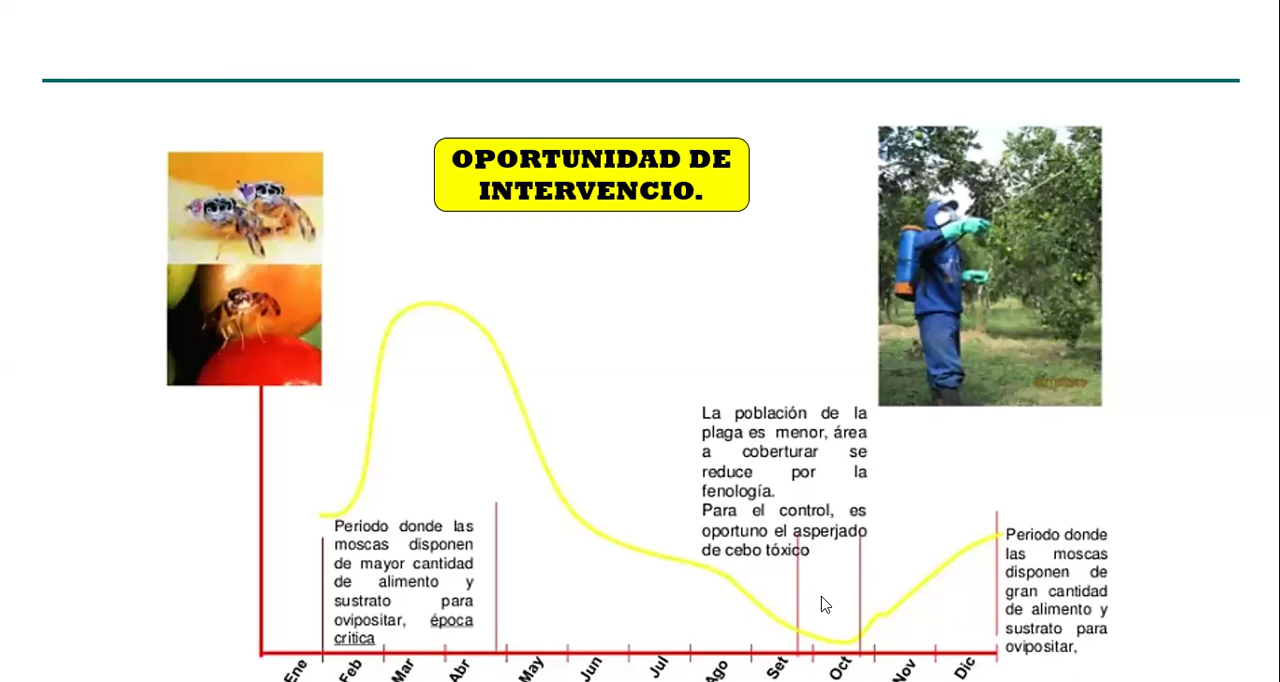 OPORTUNIDAD DE
INTERVENCIO.
La población de la
plaga es menor, área
a coberturar se
reduce por la
fenología.
Para el control, es
oportuno el asperjado
de cebo tóxico
Periodo donde las
moscas disponen
de mayor cantidad
de alimento y
sustrato para
ovipositar, época
critica
Periodo donde
las moscas
disponen de
gran cantidad
de alimento y
sustrato para
ovipositar,
Ene Feb Mar Abr May Jun Jul Ago Set Oct Nov Dic